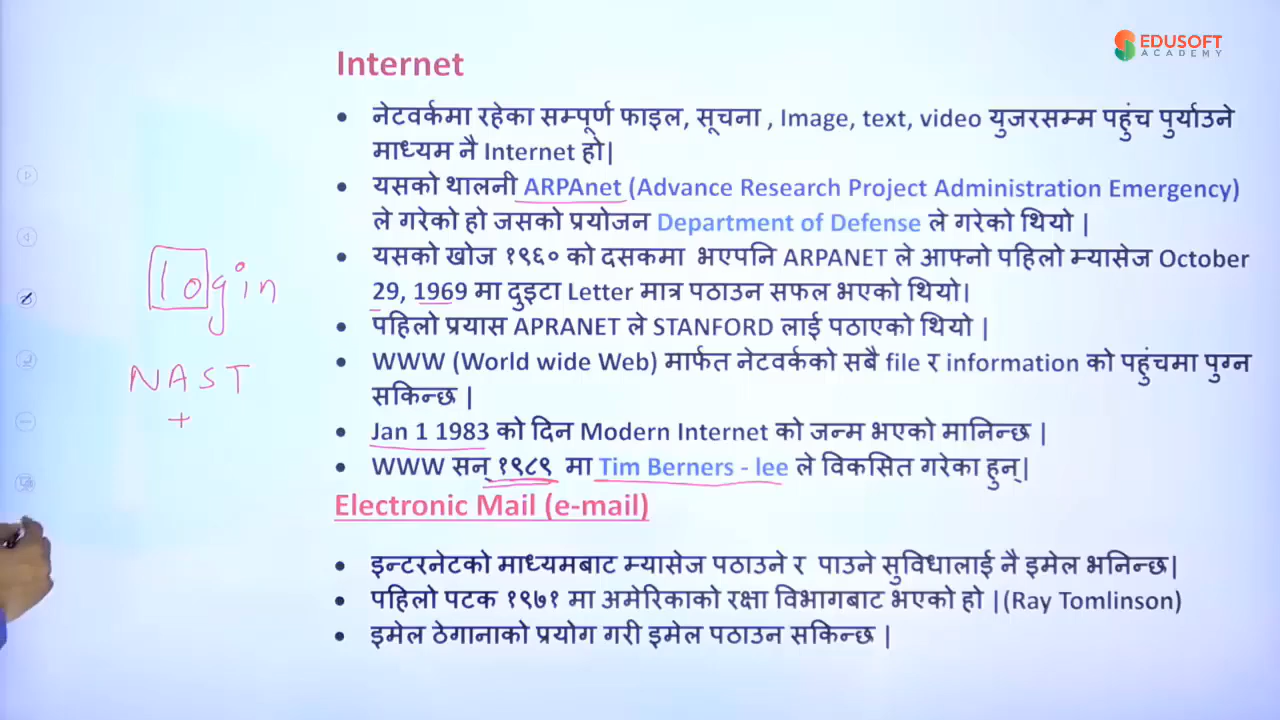 EDUSOFT
ACADEMY
Internet
• नेटवर्कमा रहेका सम्पूर्ण फाइल, सूचना , Image, text, video युजरसम्म पहुंच पुर्याउने
माध्यम नै Internet हो|
• यसको थालनी ARPAnet (Advance Research Project Administration Emergency)
ले गरेको हो जसको प्रयोजन Department of Defense ले गरेको थियो |
• यसको खोज १९६० को दसकमा भएपनि ARPANET ले आफ्नो पहिलो म्यासेज October
29, 1969 मा दुइटा Letter मात्र पठाउन सफल भएको थियो|
• पहिलो प्रयास APRANET ले STANFORD लाई पठाएको थियो |
• WWW (World wide Web) मार्फत नेटवर्कको सबै file र information को पहुंचमा पुग्न
सकिन्छ |
• Jan 1 1983 को दिन Modern Internet को जन्म भएको मानिन्छ |
• WWW सन् १९८९ मा Tim Berners - lee ले विकसित गरेका हुन्|
Electronic Mail (e-mail)
• इन्टरनेटको माध्यमबाट म्यासेज पठाउने र पाउने सुविधालाई नै इमेल भनिन्छ|
• पहिलो पटक १९७१ मा अमेरिकाको रक्षा विभागबाट भएको हो |(Ray Tomlinson)
• इमेल ठेगानाको प्रयोग गरी इमेल पठाउन सकिन्छ |
login
NAST
+